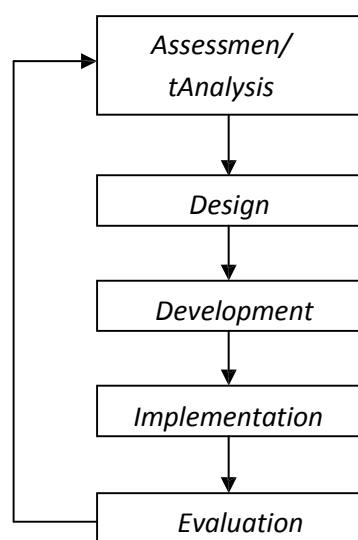 Assessmen/
tAnalysis
Design
Development
Implementation
Evaluation